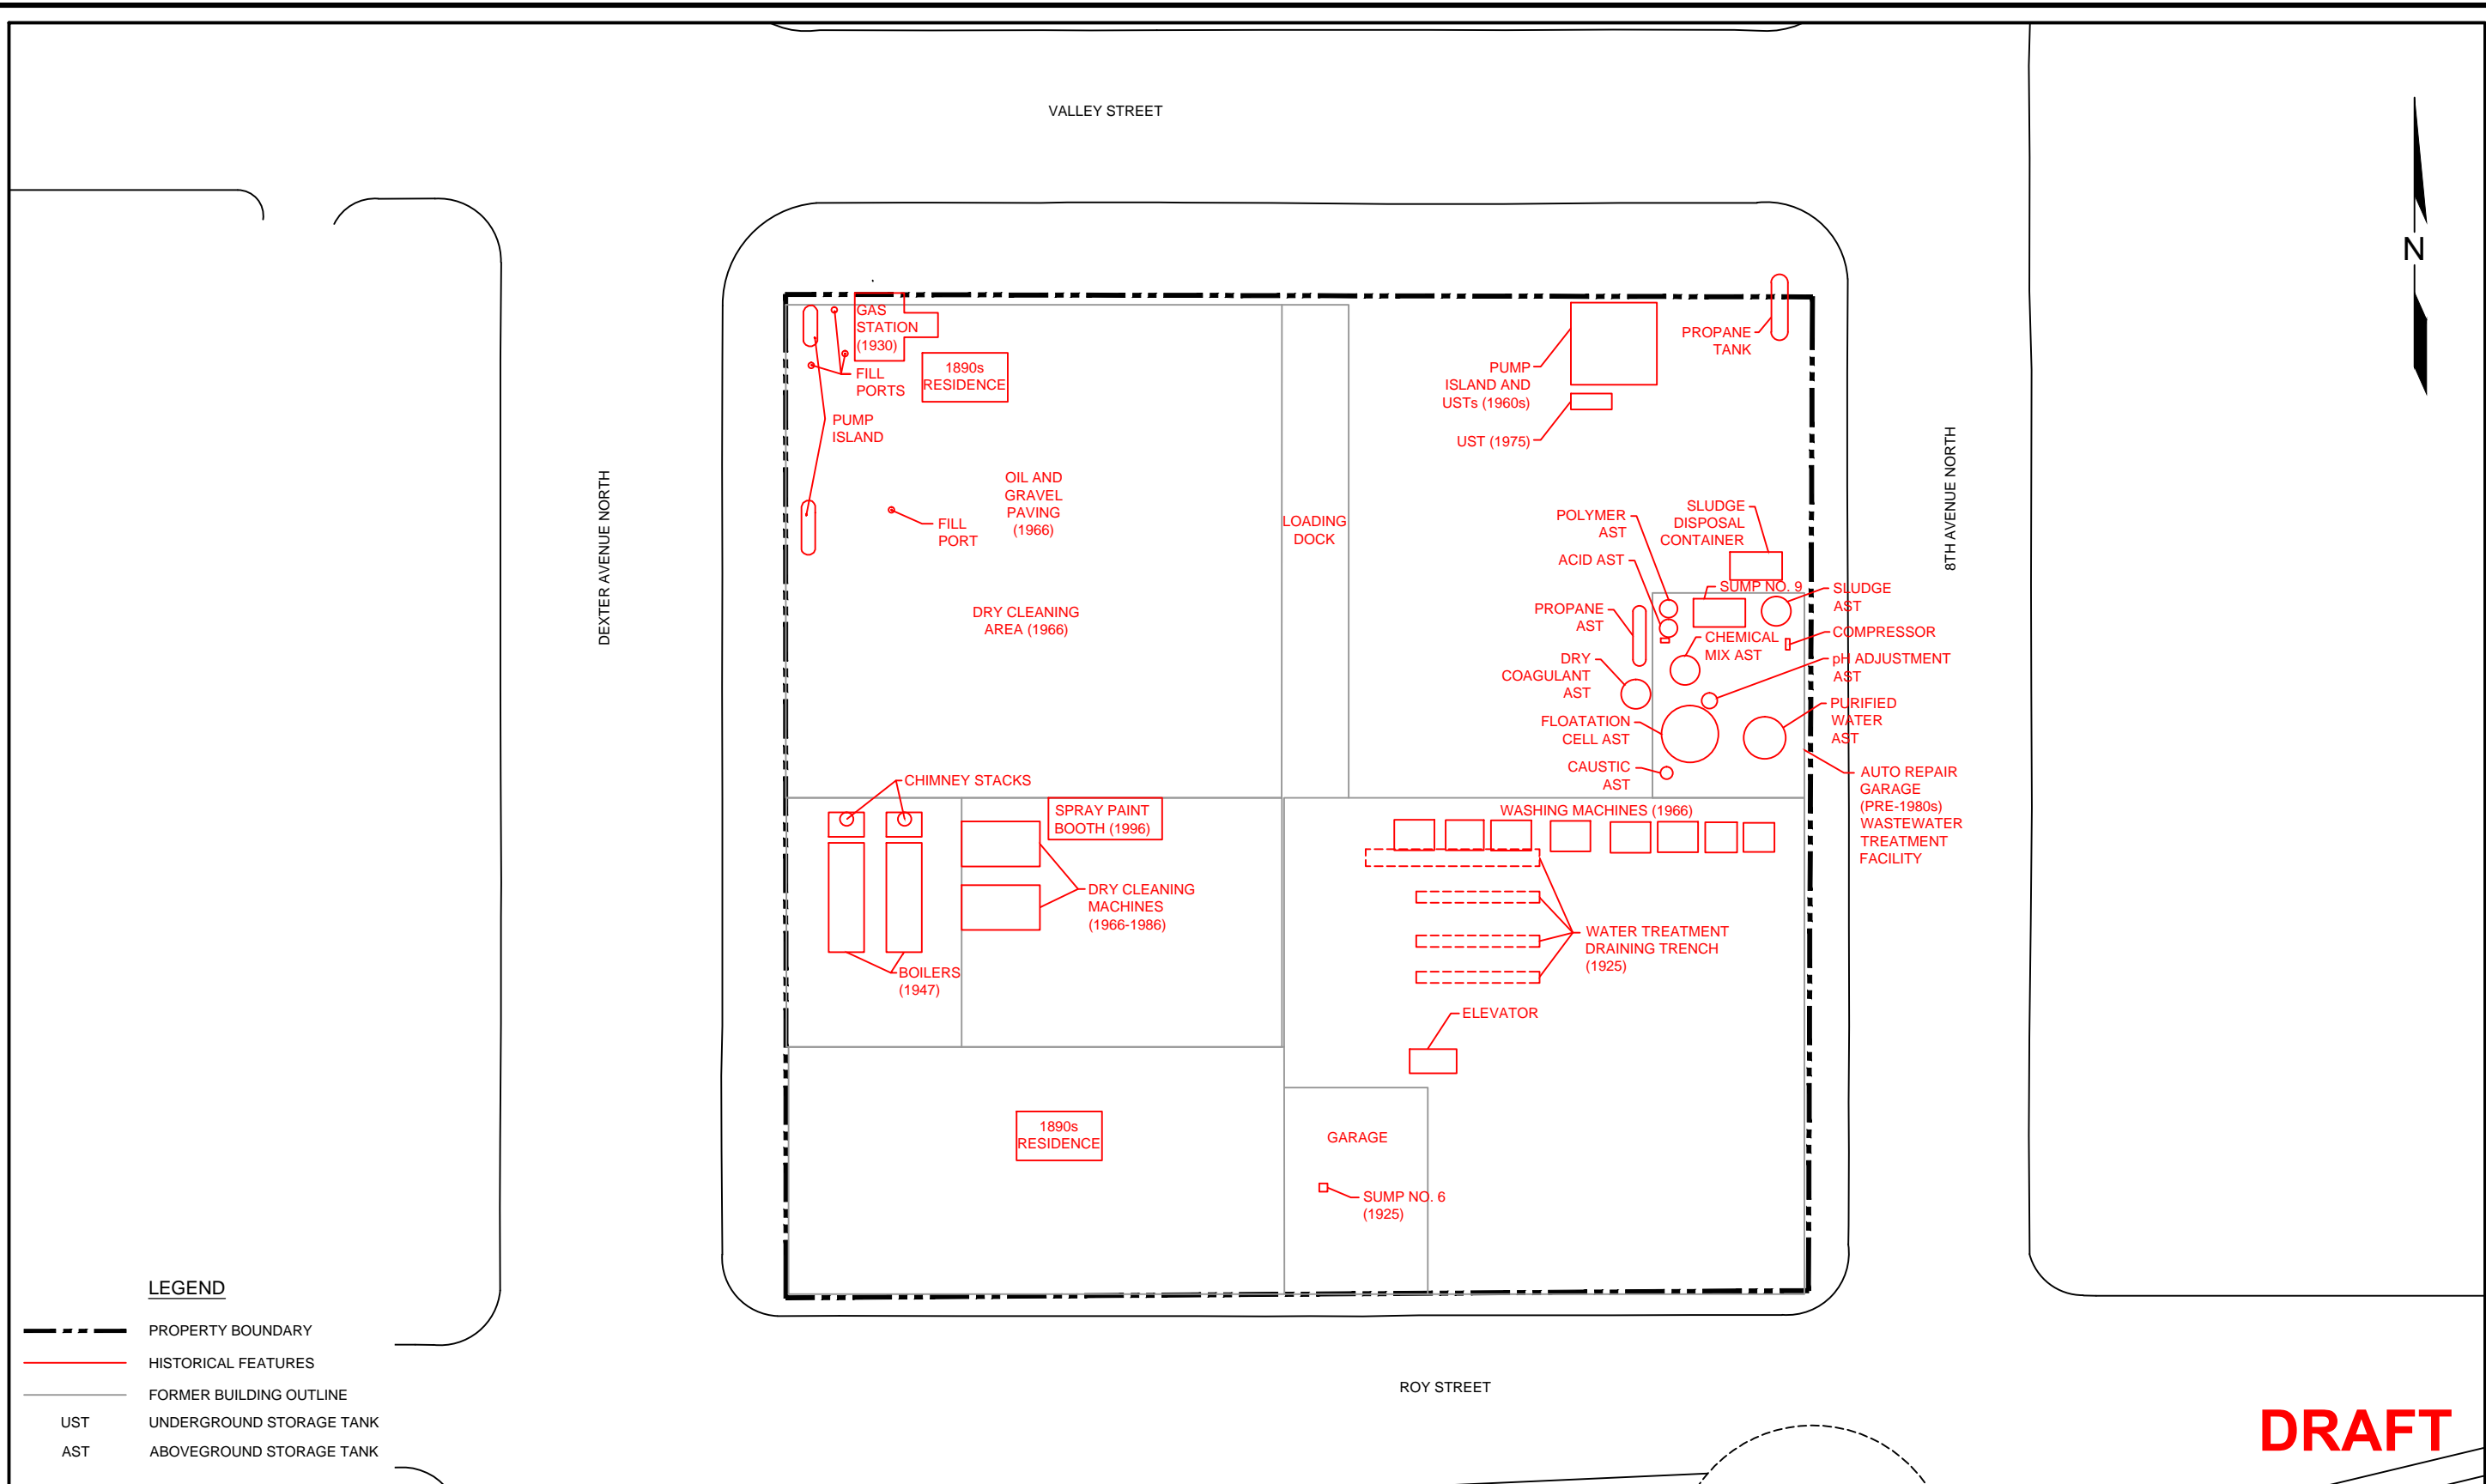 VALLEY STREET
N
GAS
STATION
(1930)
FILL
PORTS
1890s
RESIDENCE
PUMP
ISLAND
OIL AND
GRAVEL
PAVING
(1966)
FILL
PORT
DRY CLEANING
AREA (1966)
LOADING
DOCK
PROPANE
TANK
PUMP
ISLAND AND
USTs (1960s)
UST (1975)
DEXTER AVENUE NORTH
8TH AVENUE NORTH
POLYMER
AST
ACID AST
SLUDGE
DISPOSAL
CONTAINER
SUMP NO. 9
SLUDGE
AST
PROPANE
AST
CHEMICAL
MIX AST
COMPRESSOR
DRY
COAGULANT
AST
pH ADJUSTMENT
AST
FLOATATION
CELL AST
PURIFIED
WATER
AST
CAUSTIC
AST
AUTO REPAIR
GARAGE
(PRE-1980s)
WASTEWATER
TREATMENT
FACILITY
CHIMNEY STACKS
SPRAY PAINT
BOOTH (1996)
WASHING MACHINES (1966)
DRY CLEANING
MACHINES
(1966-1986)
BOILERS
(1947)
WATER TREATMENT
DRAINING TRENCH
(1925)
ELEVATOR
1890s
RESIDENCE
GARAGE
SUMP NO. 6
(1925)
ROY STREET
LEGEND
PROPERTY BOUNDARY
HISTORICAL FEATURES
FORMER BUILDING OUTLINE
UST UNDERGROUND STORAGE TANK
AST ABOVEGROUND STORAGE TANK
DRAFT